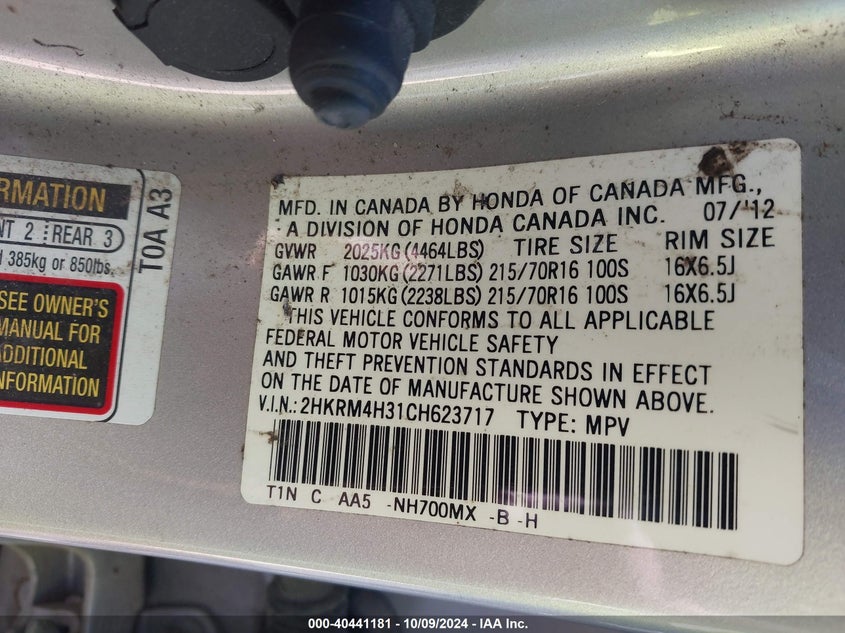 RMATION
NT 2 REAR 3
385kg or 850lbs.
SEE OWNER'S
MANUAL FOR
ADDITIONAL
INFORMATION
T0A A3
MFD. IN CANADA BY HONDA OF CANADA MFG.,
A DIVISION OF HONDA CANADA INC. 07/'12
GVWR 2025KG(4464LBS) TIRE SIZE RIM SIZE
GAWR F 1030KG(2271LBS) 215/70R16 100S 16X6.5J
GAWR R 1015KG(2238LBS) 215/70R16 100S 16X6.5J
THIS VEHICLE CONFORMS TO ALL APPLICABLE
FEDERAL MOTOR VEHICLE SAFETY
AND THEFT PREVENTION STANDARDS IN EFFECT
ON THE DATE OF MANUFACTURE SHOWN ABOVE.
V.I.N.: 2HKRM4H31CH623717 TYPE: MPV
T1N C AA5 -NH700MX -B -H
000-40441181 - 10/09/2024 - IAA Inc.